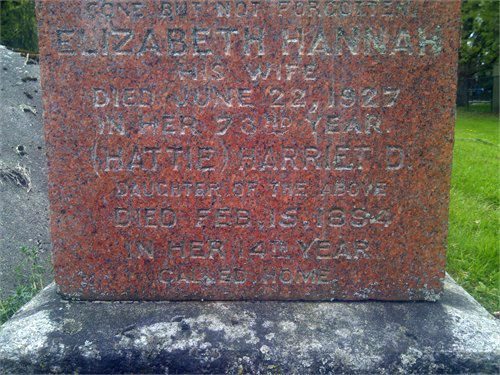 GONE BUT NOT FORGOTTEN
ELIZABETH HANNAH
HIS WIFE
DIED JUNE 22, 1927
IN HER 73RD YEAR.
(HATTIE) HARRIET D.
DAUGHTER OF THE ABOVE
DIED FEB. 15, 1894
IN HER 14TH YEAR
CALLED HOME